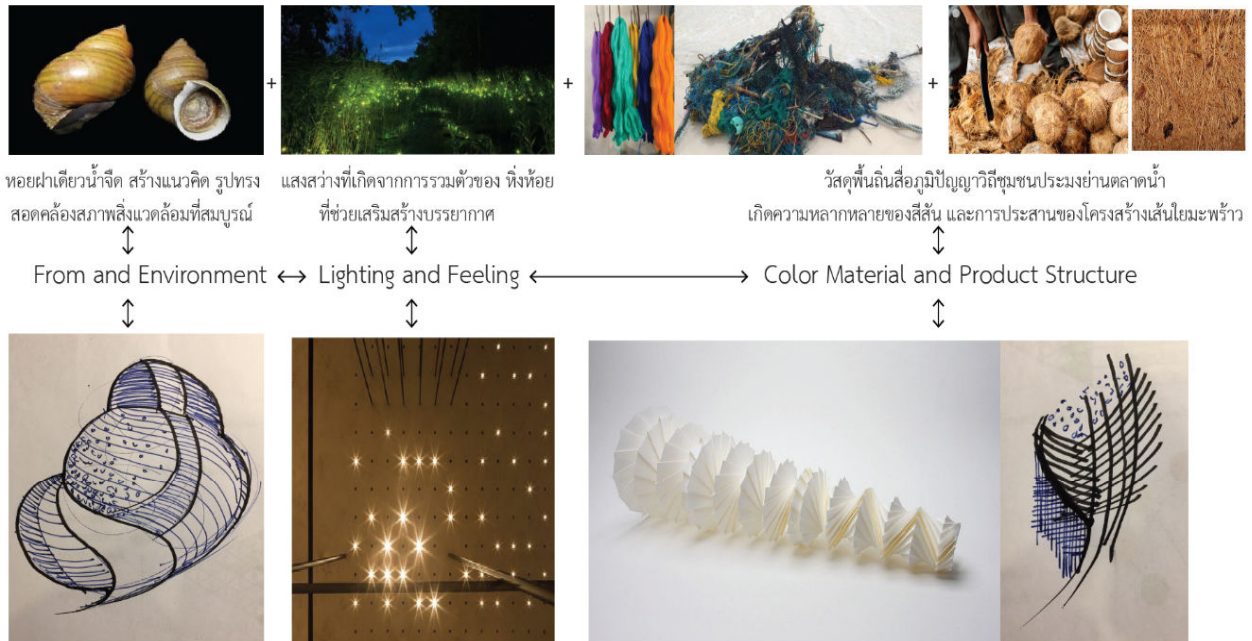 + + +
หอยฝาเดียวน้ำจืด สร้างแนวคิด รูปทรง
สอดคล้องสภาพสิ่งแวดล้อมที่สมบูรณ์
แสงสว่างที่เกิดจากการรวมตัวของ หิ่งห้อย
ที่ช่วยเสริมสร้างบรรยากาศ
วัสดุพื้นถิ่นสื่อภูมิปัญญาวิถีชุมชนประมงย่านตลาดน้ำ
เกิดความหลากหลายของสีสัน และการประสานของโครงสร้างเส้นใยมะพร้าว
From and Environment
Lighting and Feeling
Color Material and Product Structure